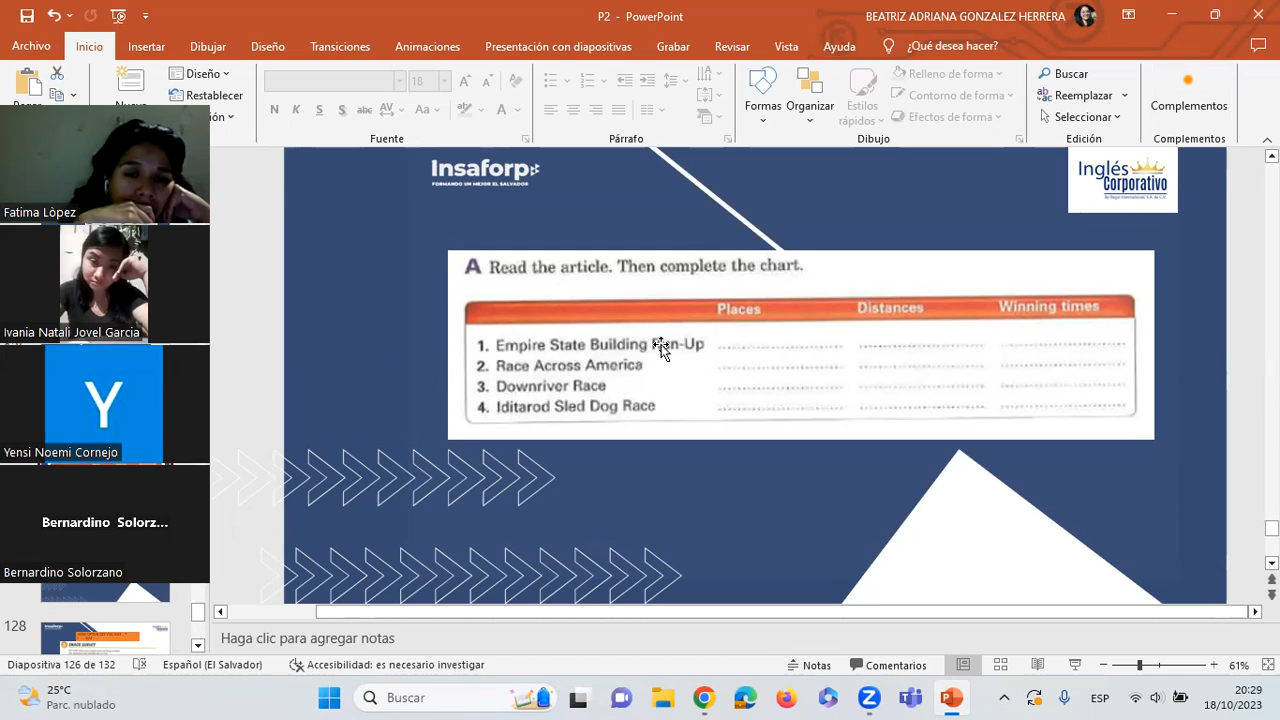 P2 - PowerPoint
BEATRIZ ADRIANA GONZALEZ HERRERA
Archivo Inicio Insertar Dibujar Diseño Transiciones Animaciones Presentación con diapositivas Grabar Revisar Vista Ayuda ¿Qué desea hacer?
Diseño
Restablecer
18
N K S S abc AV Aa A
Fuente
Párrafo
Formas
Organizar
Estilos rápidos
Relleno de forma
Contorno de forma
Efectos de forma
Dibujo
Buscar
Reemplazar
Seleccionar
Edición
Complementos
Complementos
Fatima Lòpez
Ivania Natali Jovel Garcia
Y
Yensi Noemi Cornejo
Bernardino Solorz...
Bernardino Solorzano
Insaforp
FORMANDO UN MEJOR EL SALVADOR
Inglés
Corporativo
A Read the article. Then complete the chart.
Places Distances Winning times
1. Empire State Building Run-Up
2. Race Across America
3. Downriver Race
4. Iditarod Sled Dog Race
128
Haga clic para agregar notas
Diapositiva 126 de 132 Español (El Salvador) Accesibilidad: es necesario investigar Notas Comentarios 61%
25°C
Parc. nublado
Buscar
ESP
20:29
18/10/2023